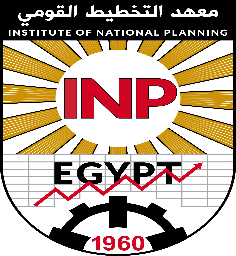 معهد التخطيط القومي
INSTITUTE OF NATIONAL PLANNING
INP
EGYPT
1960